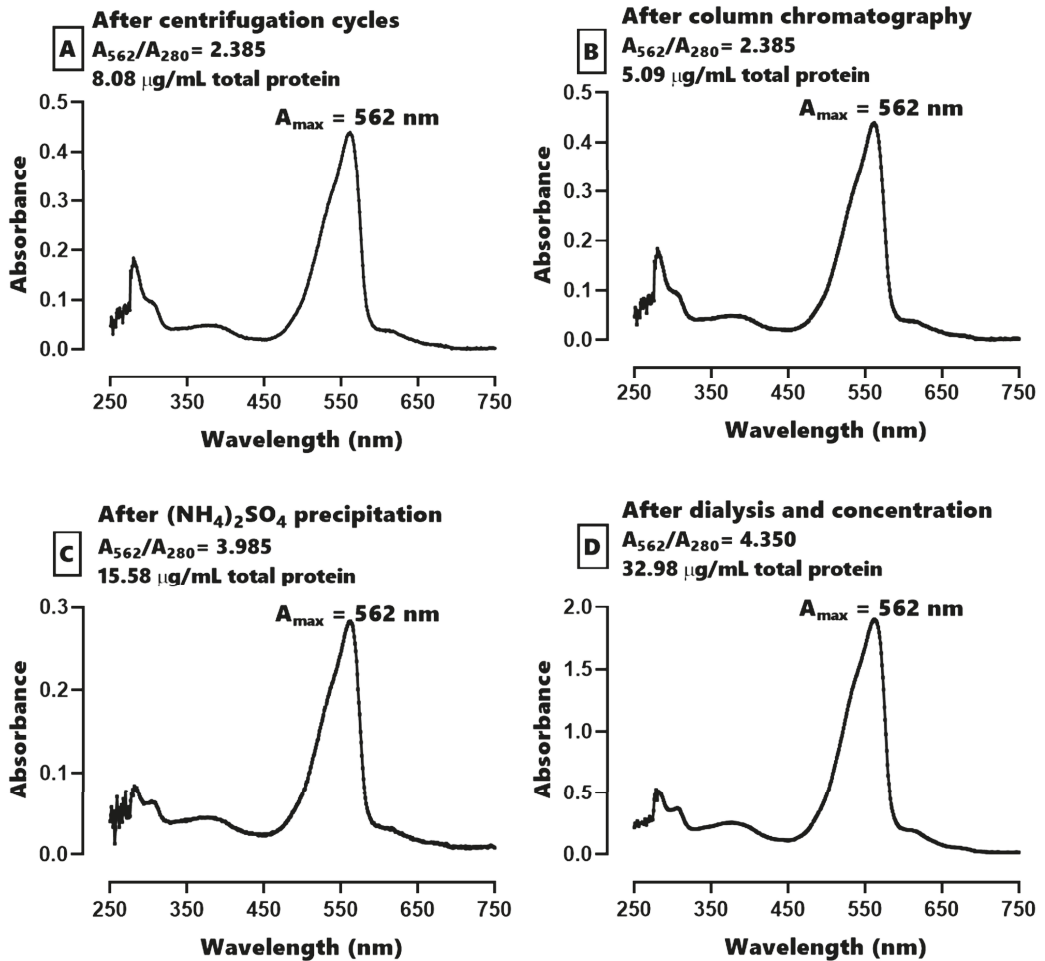 After centrifugation cycles
A
A₅₆₂/A₂₈₀ = 2.385
8.08 μg/mL total protein
A_max = 562 nm
0.5
0.4
0.3
0.2
0.1
0.0
Absorbance
250 350 450 550 650 750
Wavelength (nm)
After column chromatography
B
A₅₆₂/A₂₈₀ = 2.385
5.09 μg/mL total protein
A_max = 562 nm
0.5
0.4
0.3
0.2
0.1
0.0
Absorbance
250 350 450 550 650 750
Wavelength (nm)
After (NH₄)₂SO₄ precipitation
C
A₅₆₂/A₂₈₀ = 3.985
15.58 μg/mL total protein
A_max = 562 nm
0.3
0.2
0.1
0.0
Absorbance
250 350 450 550 650 750
Wavelength (nm)
After dialysis and concentration
D
A₅₆₂/A₂₈₀ = 4.350
32.98 μg/mL total protein
A_max = 562 nm
2.0
1.5
1.0
0.5
0.0
Absorbance
250 350 450 550 650 750
Wavelength (nm)